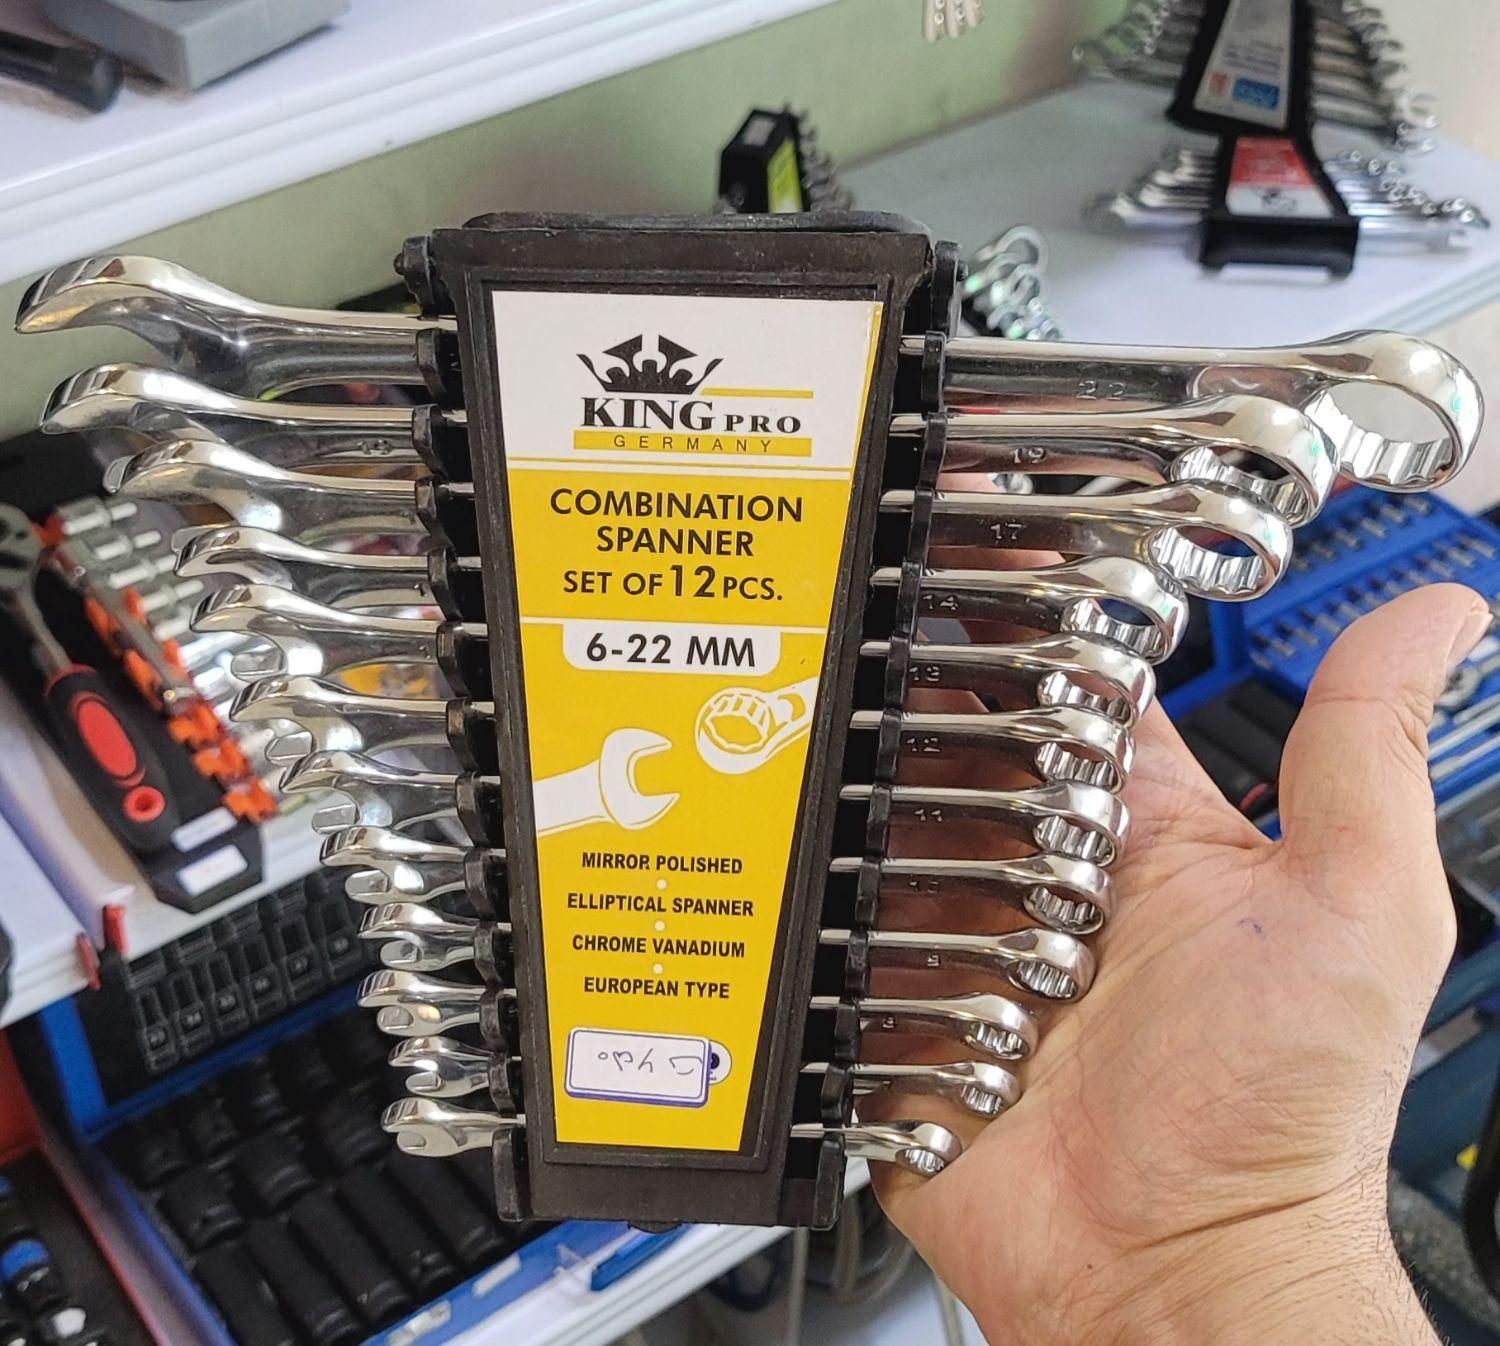 KING PRO
GERMANY
COMBINATION
SPANNER
SET OF 12 PCS.
6-22 MM
MIRROR POLISHED
ELLIPTICAL SPANNER
CHROME VANADIUM
EUROPEAN TYPE
22
19
17
14
13
12
11
10